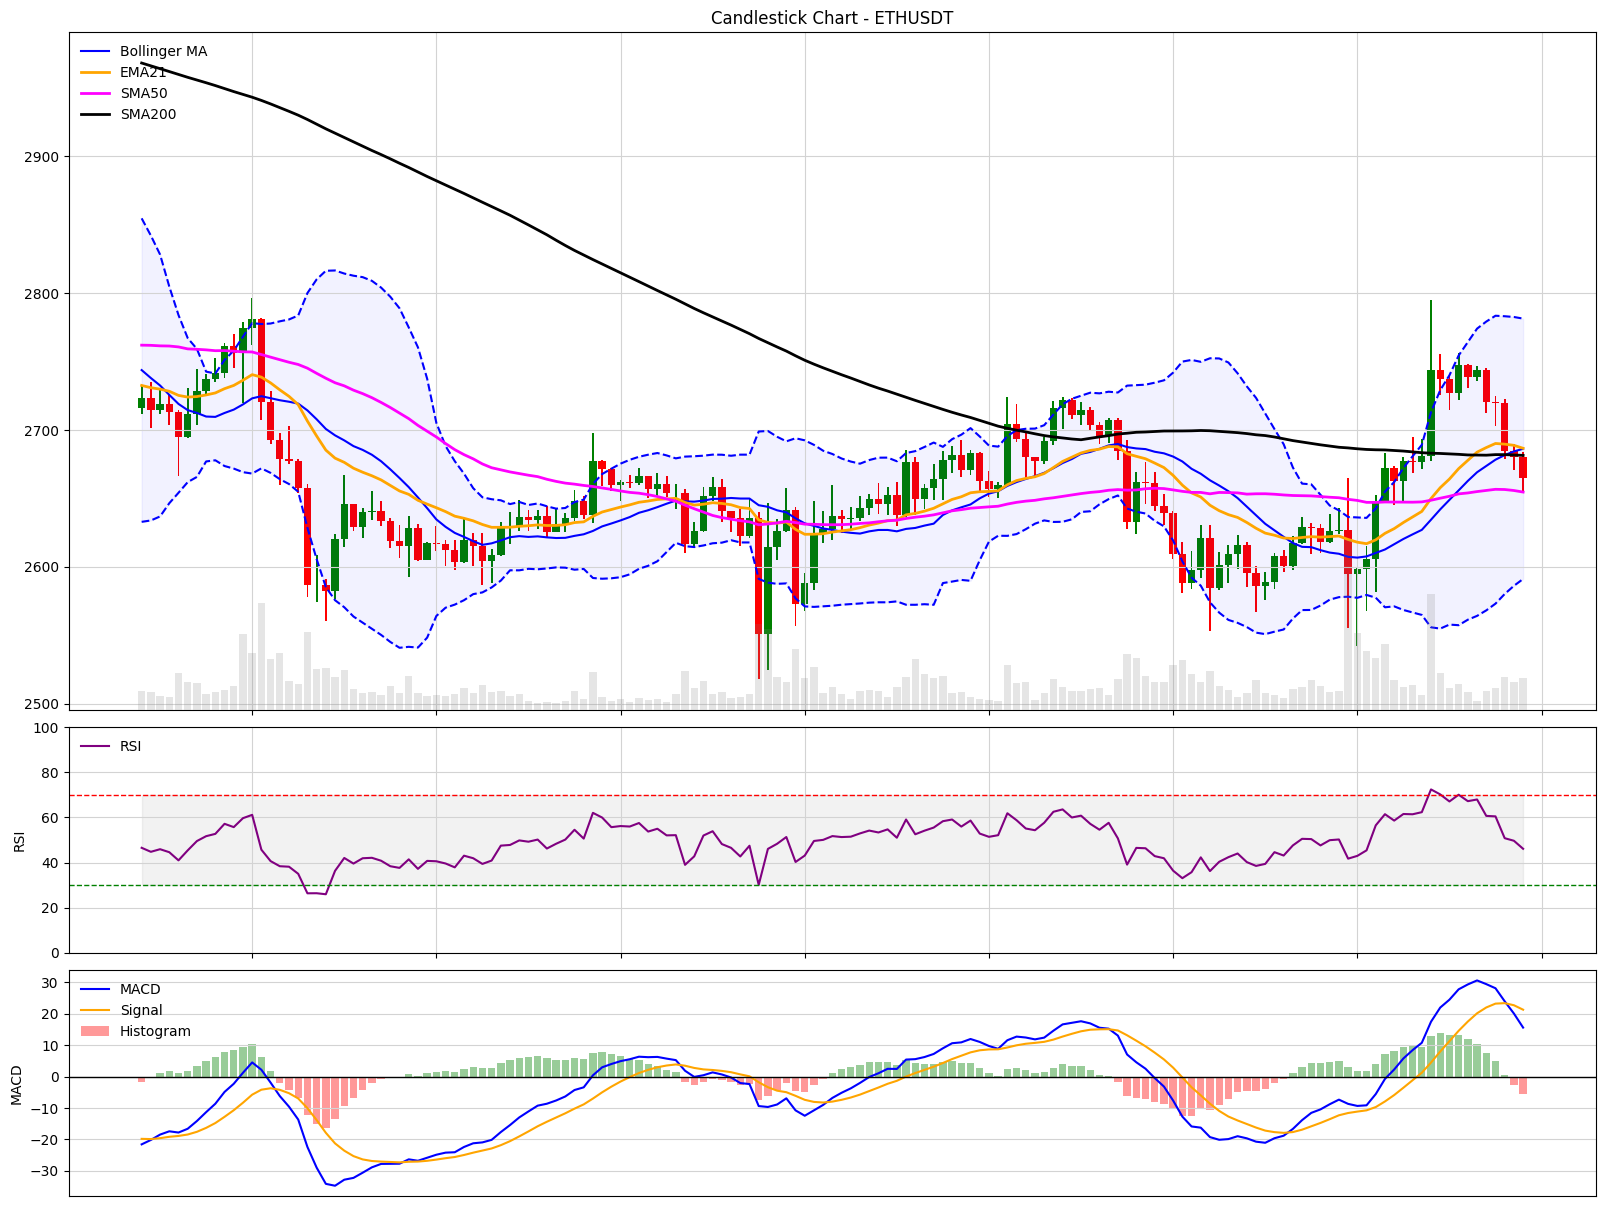 Candlestick Chart - ETHUSDT
Bollinger MA
EMA21
SMA50
SMA200
2900
2800
2700
2600
2500
RSI
100
80
60
40
20
0
RSI
MACD
Signal
Histogram
30
20
10
0
−10
−20
−30
MACD